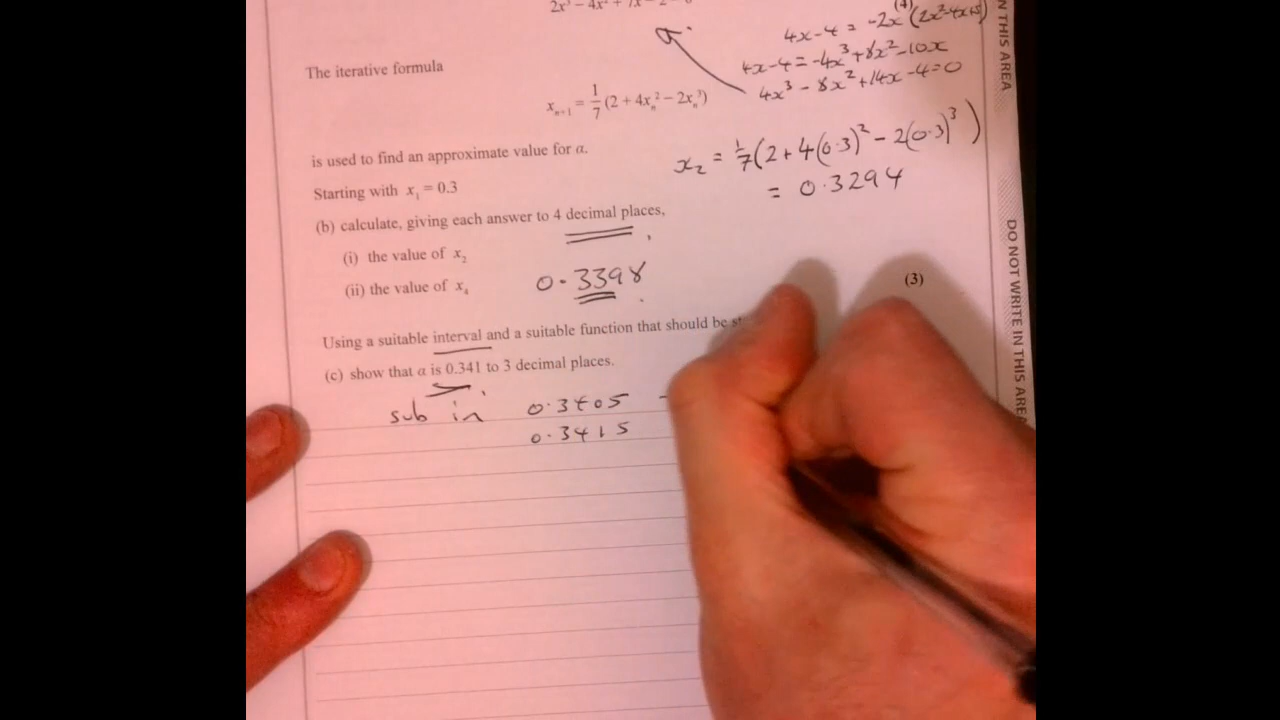 (4)
4x-4 = -2x(2x²-4x+5)
4x-4=-4x³+8x²-10x
4x³-8x²+14x-4=0
The iterative formula
xₙ₊₁ = 1/7 (2 + 4xₙ² − 2xₙ³)
is used to find an approximate value for α.
x₂ = 1/7(2+4(0.3)² - 2(0.3)³)
= 0.3294
Starting with x₁ = 0.3
(b) calculate, giving each answer to 4 decimal places,
(i) the value of x₂
(ii) the value of x₄ 0.3398
(3)
Using a suitable interval and a suitable function that should be
(c) show that α is 0.341 to 3 decimal places.
sub in 0.3405
0.3415
N THIS AREA
DO NOT WRITE IN THIS AREA